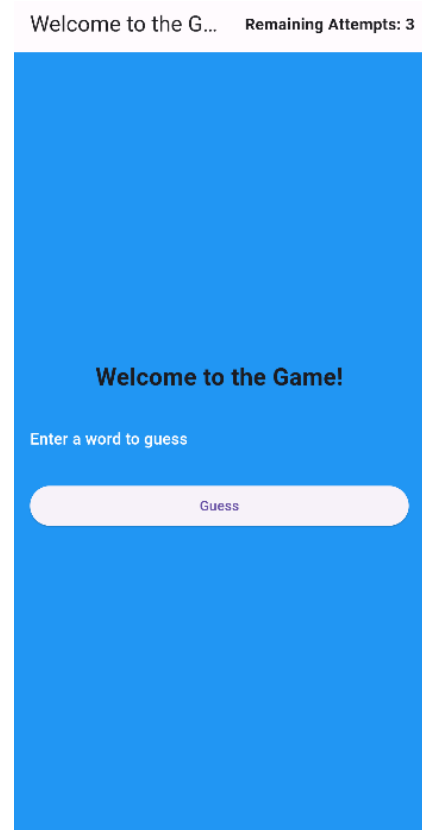 Welcome to the G... Remaining Attempts: 3
Welcome to the Game!
Enter a word to guess
Guess